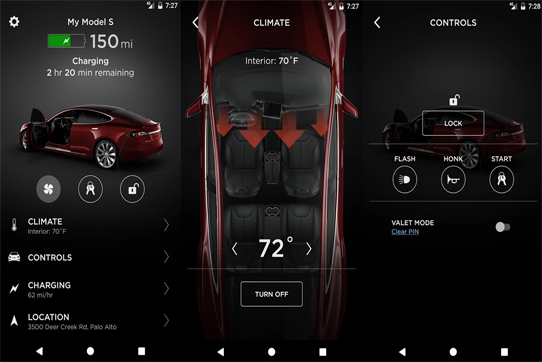 7:27
My Model S
150 mi
Charging
2 hr 20 min remaining
CLIMATE
Interior: 70°F
CONTROLS
CHARGING
62 mi/hr
LOCATION
3500 Deer Creek Rd, Palo Alto
7:27
CLIMATE
Interior: 70°F
72°
TURN OFF
7:28
CONTROLS
LOCK
FLASH
HONK
START
VALET MODE
Clear PIN